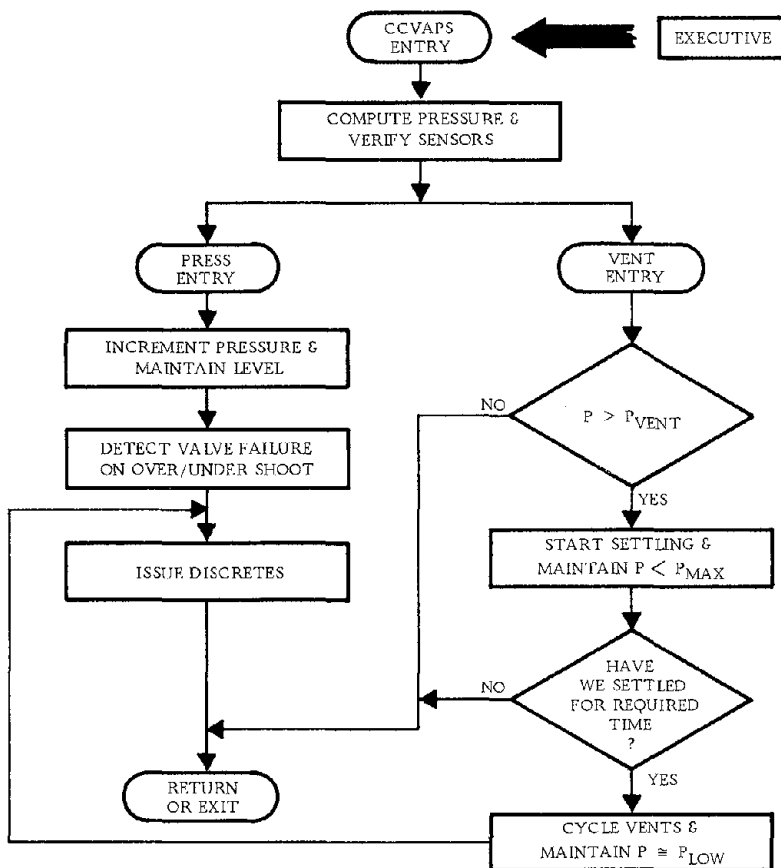 CCVAPS
ENTRY
EXECUTIVE
COMPUTE PRESSURE &
VERIFY SENSORS
PRESS
ENTRY
VENT
ENTRY
INCREMENT PRESSURE &
MAINTAIN LEVEL
NO
P > PVENT
DETECT VALVE FAILURE
ON OVER/UNDER SHOOT
YES
START SETTLING &
MAINTAIN P < PMAX
ISSUE DISCRETES
HAVE
WE SETTLED
FOR REQUIRED
TIME
?
NO
YES
RETURN
OR EXIT
CYCLE VENTS &
MAINTAIN P ≅ PLOW